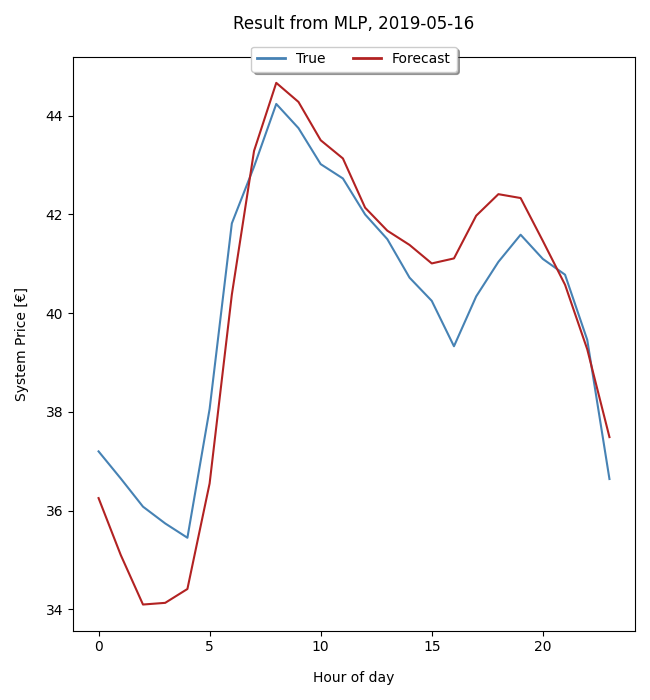 Result from MLP, 2019-05-16
True Forecast
System Price [€]
44
42
40
38
36
34
0 5 10 15 20
Hour of day